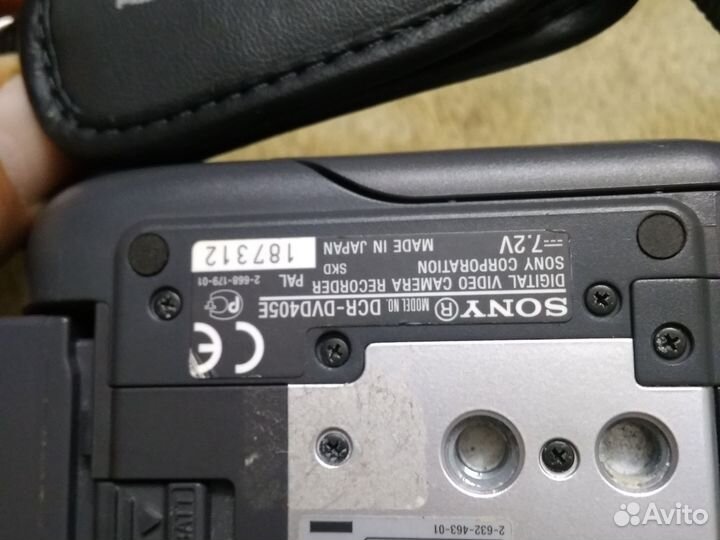 SONY® MODEL NO. DCR-DVD405E
DIGITAL VIDEO CAMERA RECORDER PAL
SONY CORPORATION SKD 2-668-179-01
⎓7.2V MADE IN JAPAN 187312
CE
BATT
2-632-463-01
Avito